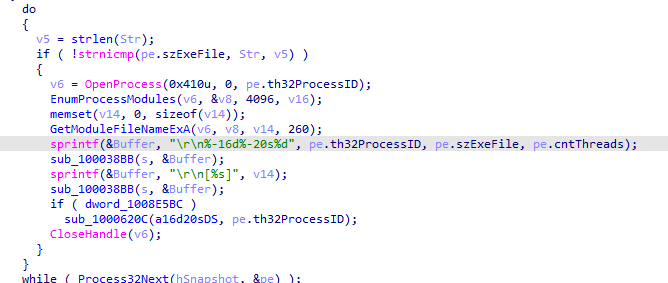 do
{
v5 = strlen(Str);
if ( !strnicmp(pe.szExeFile, Str, v5) )
{
v6 = OpenProcess(0x410u, 0, pe.th32ProcessID);
EnumProcessModules(v6, &v8, 4096, v16);
memset(v14, 0, sizeof(v14));
GetModuleFileNameExA(v6, v8, v14, 260);
sprintf(&Buffer, "\r\n%-16d%-20s%d", pe.th32ProcessID, pe.szExeFile, pe.cntThreads);
sub_100038BB(s, &Buffer);
sprintf(&Buffer, "\r\n[%s]", v14);
sub_100038BB(s, &Buffer);
if ( dword_1008E5BC )
sub_1000620C(a16d20sDS, pe.th32ProcessID);
CloseHandle(v6);
}
}
while ( Process32Next(hSnapshot, &pe) );